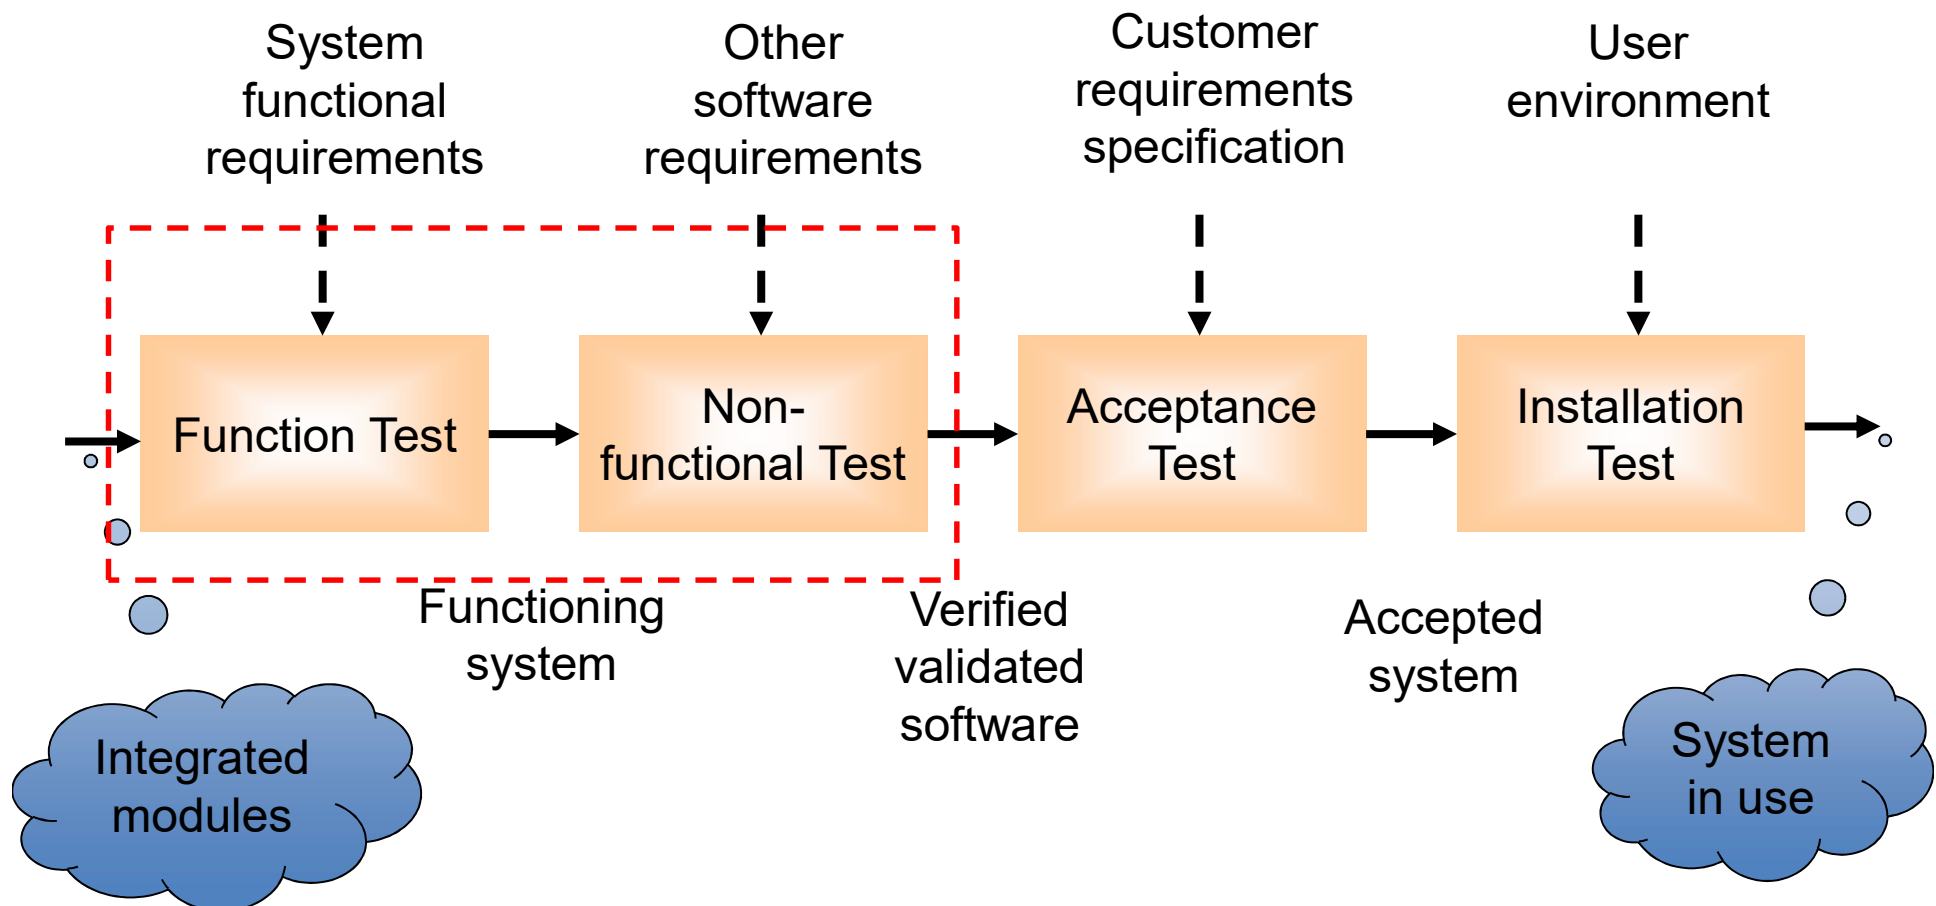 System
functional
requirements
Other
software
requirements
Customer
requirements
specification
User
environment
Function Test
Non-
functional Test
Acceptance
Test
Installation
Test
Functioning
system
Verified
validated
software
Accepted
system
Integrated
modules
System
in use